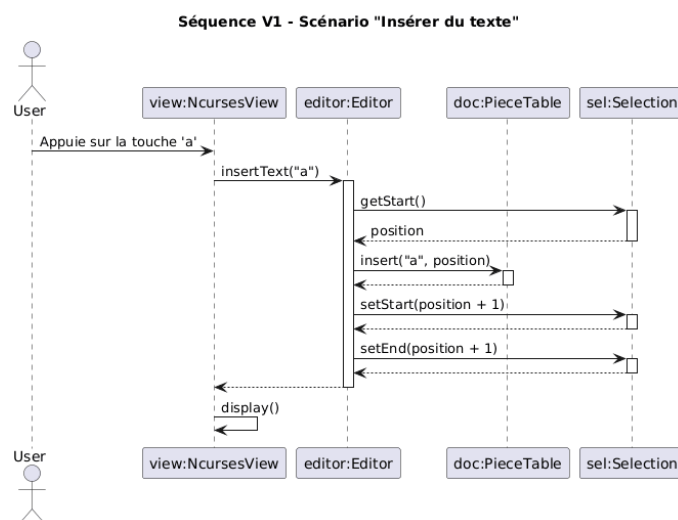 Séquence V1 - Scénario "Insérer du texte"
User
view:NcursesView
editor:Editor
doc:PieceTable
sel:Selection
Appuie sur la touche 'a'
insertText("a")
getStart()
position
insert("a", position)
setStart(position + 1)
setEnd(position + 1)
display()
User
view:NcursesView
editor:Editor
doc:PieceTable
sel:Selection